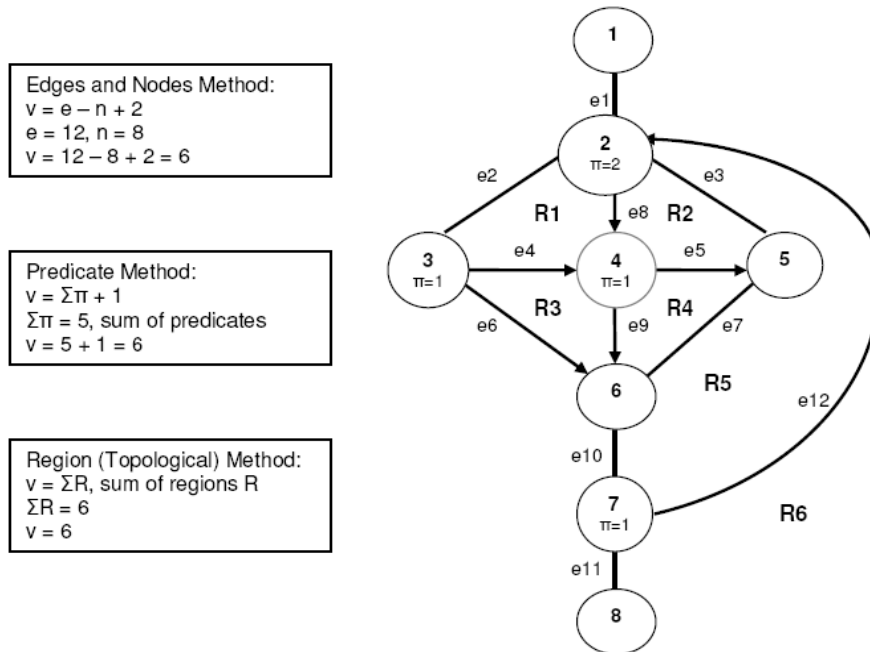 Edges and Nodes Method:
v = e – n + 2
e = 12, n = 8
v = 12 – 8 + 2 = 6
Predicate Method:
v = Σπ + 1
Σπ = 5, sum of predicates
v = 5 + 1 = 6
Region (Topological) Method:
v = ΣR, sum of regions R
ΣR = 6
v = 6
1
e1
2
π=2
e2
e3
R1
e8
R2
3
π=1
e4
4
π=1
e5
5
e6
R3
e9
R4
e7
6
R5
e12
e10
7
π=1
R6
e11
8